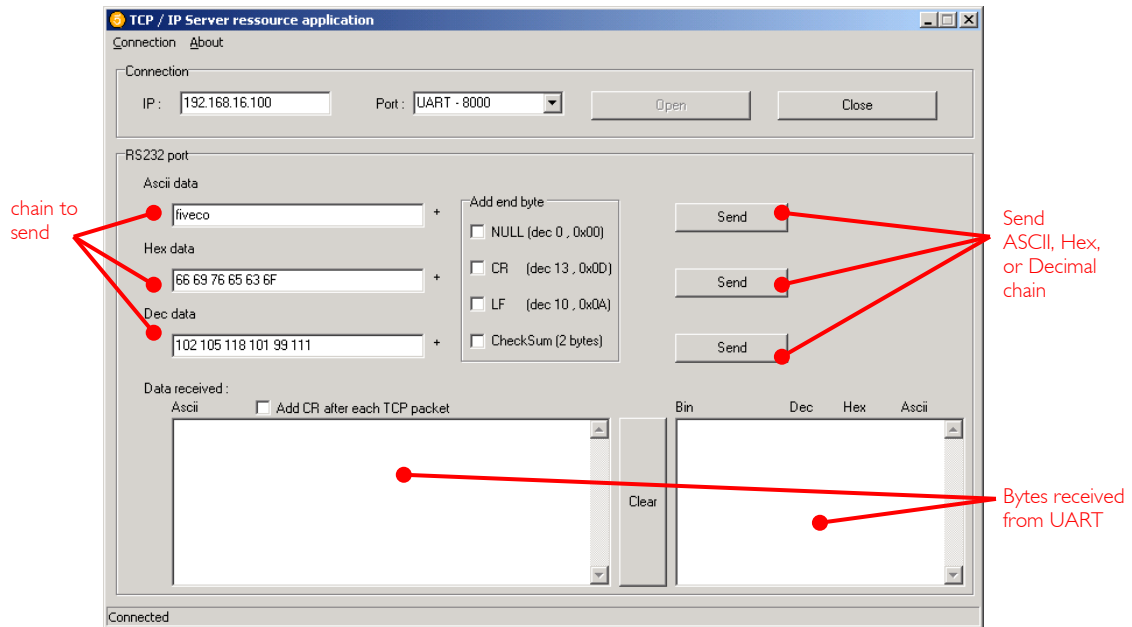 TCP / IP Server ressource application
Connection About
Connection
IP : 192.168.16.100 Port : UART - 8000 Open Close
RS232 port
Ascii data
fiveco + Send
Hex data
66 69 76 65 63 6F + Send
Dec data
102 105 118 101 99 111 + Send
Add end byte
NULL (dec 0 , 0x00)
CR (dec 13 , 0x0D)
LF (dec 10 , 0x0A)
CheckSum (2 bytes)
Data received :
Ascii Add CR after each TCP packet
Clear
Bin Dec Hex Ascii
Connected
chain to
send
Send
ASCII, Hex,
or Decimal
chain
Bytes received
from UART